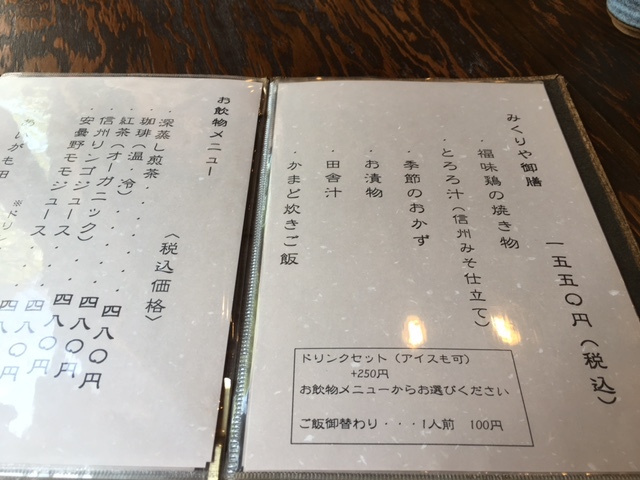 みくりや御膳
一五五〇円(税込)
・福味鶏の焼き物
・とろろ汁(信州みそ仕立て)
・季節のおかず
・お漬物
・田舎汁
・かまど炊きご飯
ドリンクセット(アイスも可)
+250円
お飲物メニューからお選びください
ご飯御替わり・・・1人前 100円
お飲物メニュー
(税込価格)
・深蒸し煎茶・・・・四八〇円
・珈琲(温・冷)・・・四八〇円
・紅茶(オーガニック)・・四八〇円
・信州リンゴジュース・・四八〇円
・安曇野モモジュース・・四八〇円